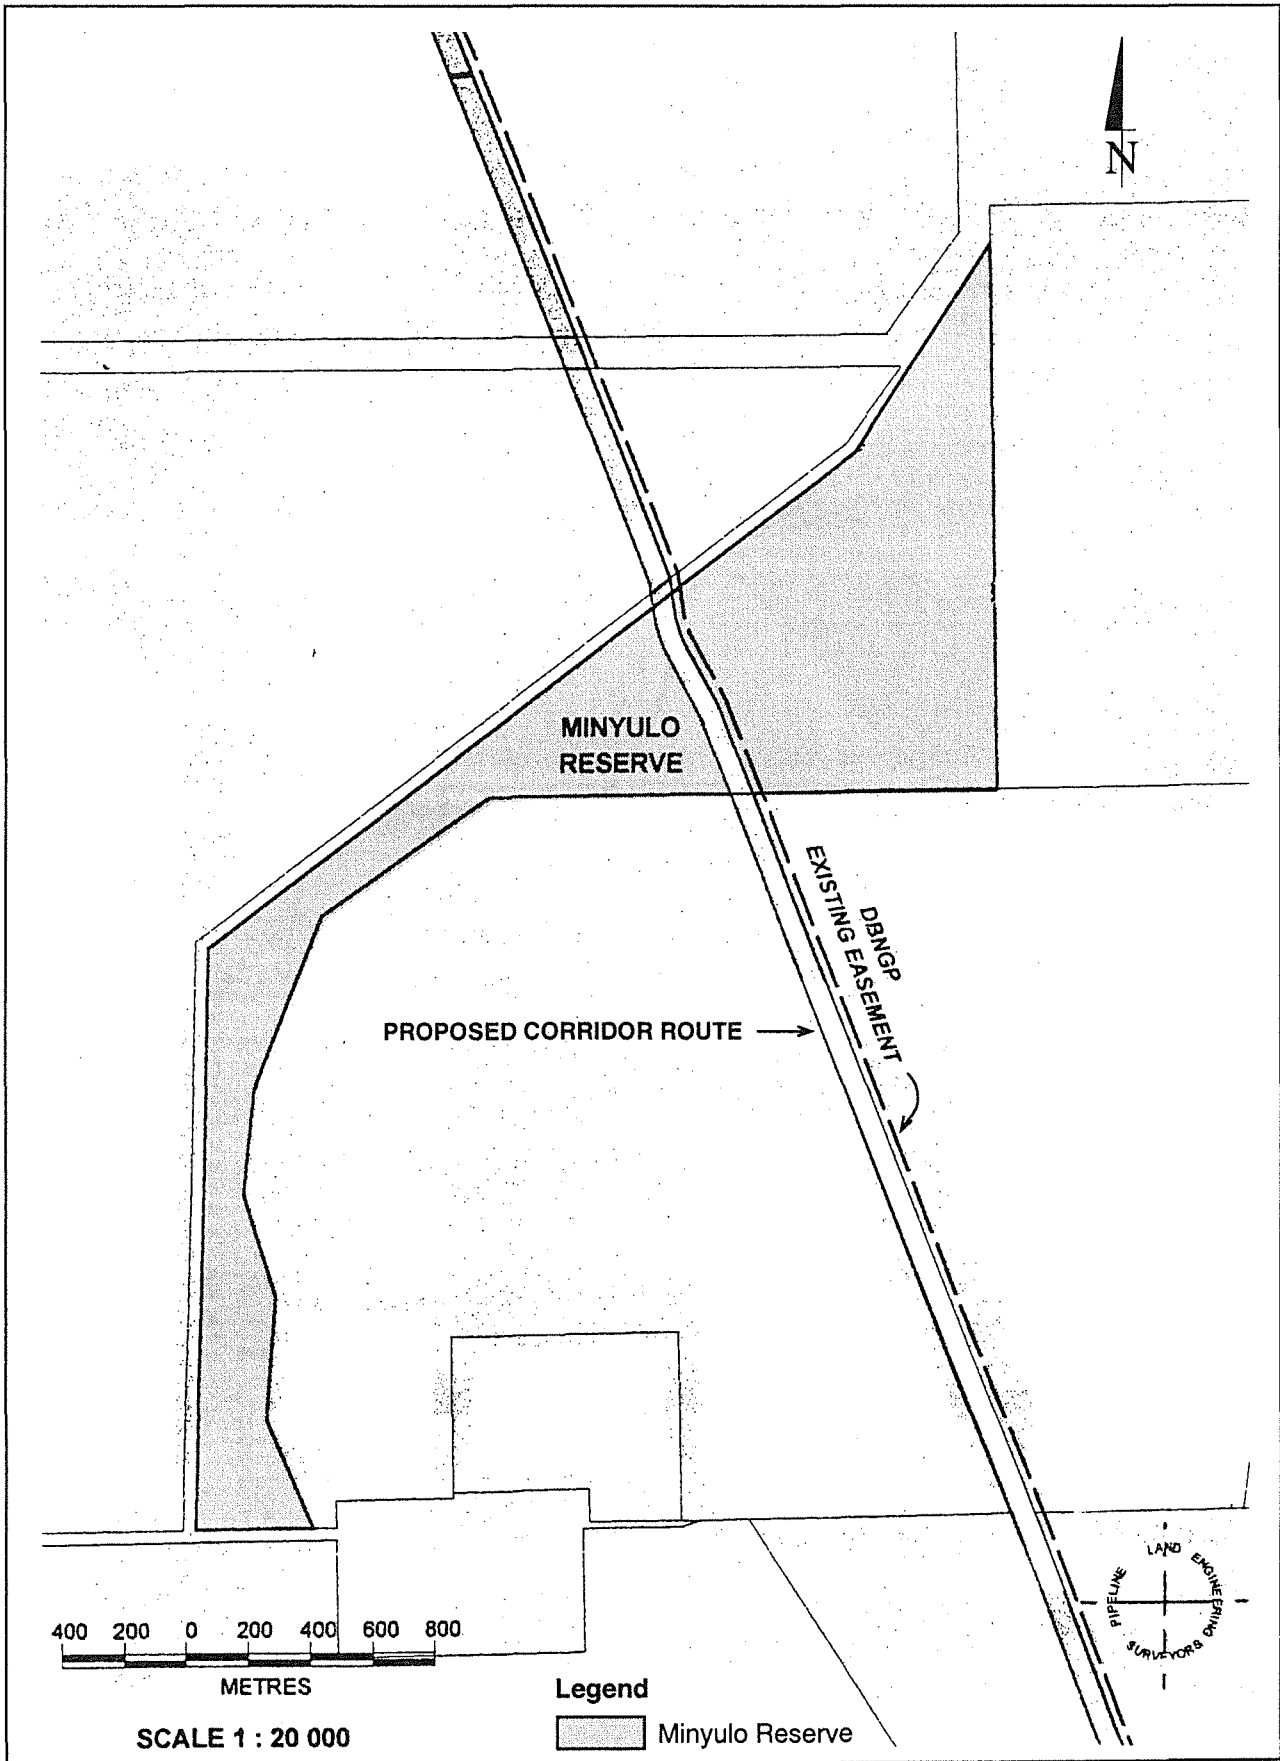 N
MINYULO
RESERVE
DBNGP
EXISTING EASEMENT
PROPOSED CORRIDOR ROUTE
LAND ENGINEERING
PIPELINE
SURVEYORS
400 200 0 200 400 600 800
METRES
SCALE 1 : 20 000
Legend
Minyulo Reserve